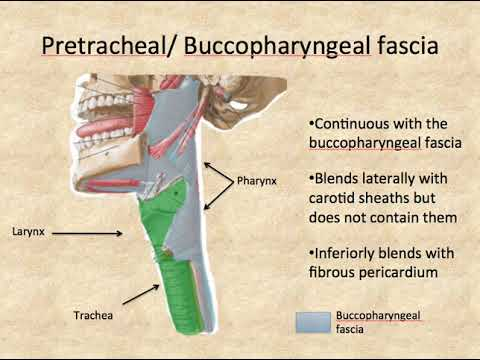 Pretracheal/ Buccopharyngeal fascia
•Continuous with the
buccopharyngeal fascia
•Blends laterally with
carotid sheaths but
does not contain them
•Inferiorly blends with
fibrous pericardium
Pharynx
Larynx
Trachea
Buccopharyngeal
fascia